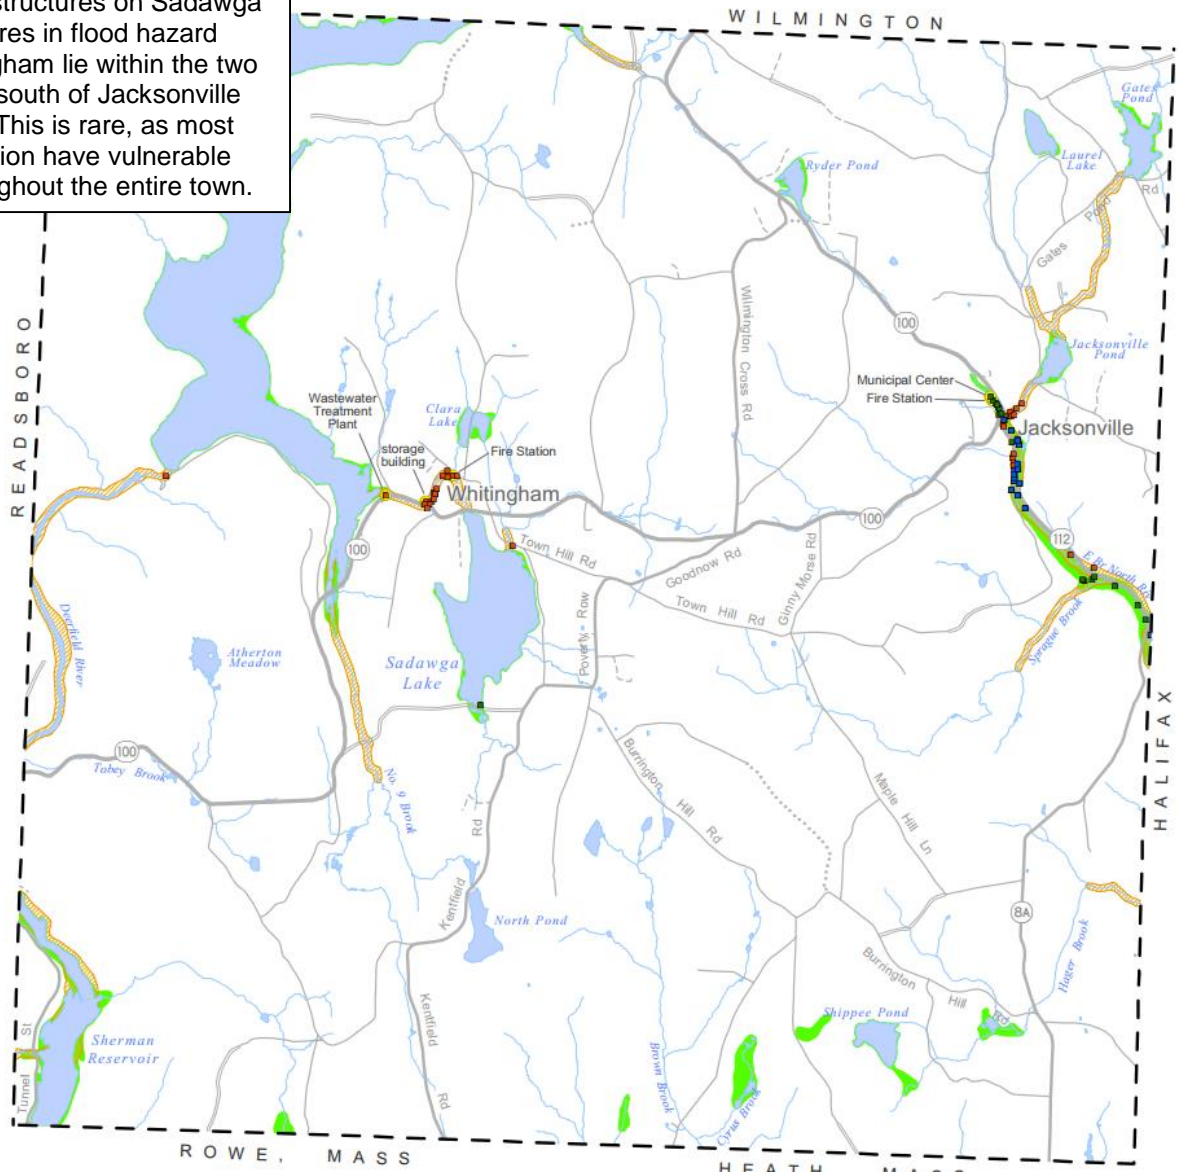 structures on Sadawga
res in flood hazard
gham lie within the two
south of Jacksonville
This is rare, as most
ion have vulnerable
ghout the entire town.
WILMINGTON
Gates
Pond
Laurel
Lake
Rd
Pond
Gates
Ryder Pond
READSBORO
Wilmington Cross Rd
100
Jacksonville
Pond
Municipal Center
Fire Station
Jacksonville
Wastewater
Treatment
Plant
Clara
Lake
storage
building
Fire Station
Whitingham
100
100
112
Town Hill Rd
Goodnow Rd
Ginny Morse Rd
E Br North
Town Hill Rd
Poverty Row
Sprague Brook
Deerfield River
Atherton
Meadow
Sadawga
Lake
HALIFAX
100
Tobey Brook
No. 9 Brook
Burrington Hill Rd
Maple Hill Ln
Rd
Kentfield
North Pond
8A
Hager Brook
Burrington Hill Rd
Kentfield Rd
Shippee Pond
Sherman
Reservoir
Tunnel St
Brown Brook
Cyrus Brook
ROWE, MASS
HEATH